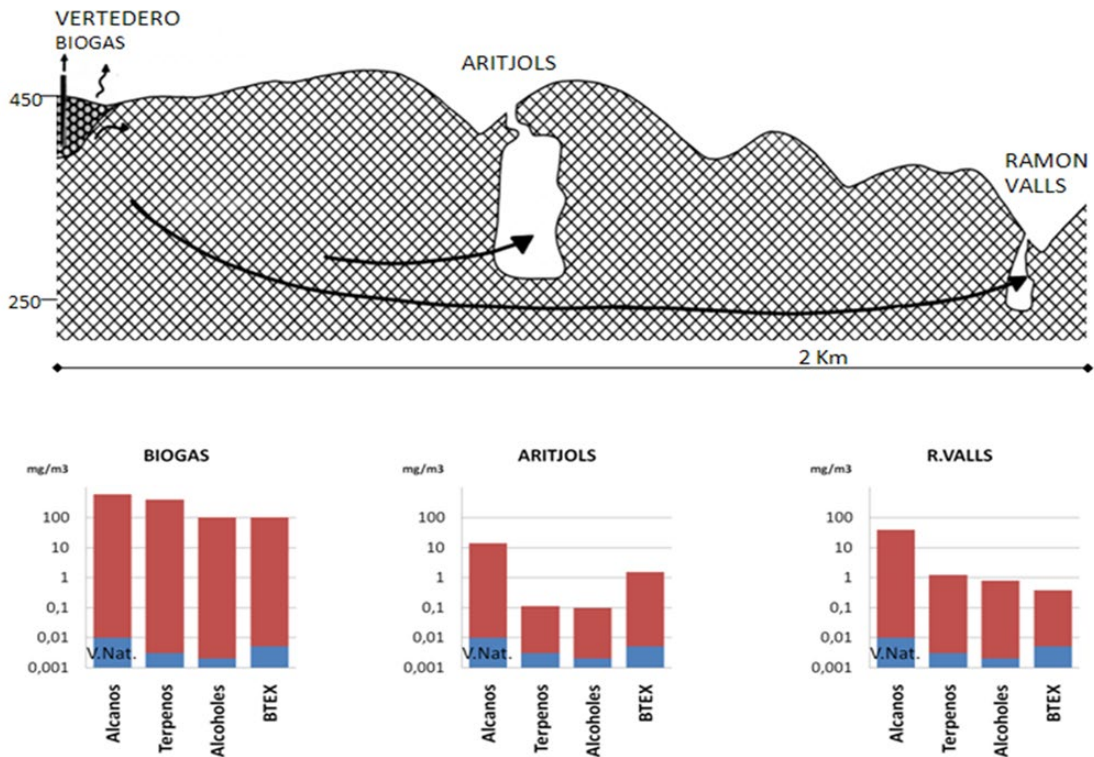 VERTEDERO
BIOGAS
ARITJOLS
RAMON
VALLS
450
250
2 Km
BIOGAS
mg/m3
100
10
1
0,1
0,01
0,001
V.Nat.
Alcanos
Terpenos
Alcoholes
BTEX
ARITJOLS
mg/m3
100
10
1
0,1
0,01
0,001
V.Nat.
Alcanos
Terpenos
Alcoholes
BTEX
R.VALLS
mg/m3
100
10
1
0,1
0,01
0,001
V.Nat.
Alcanos
Terpenos
Alcoholes
BTEX